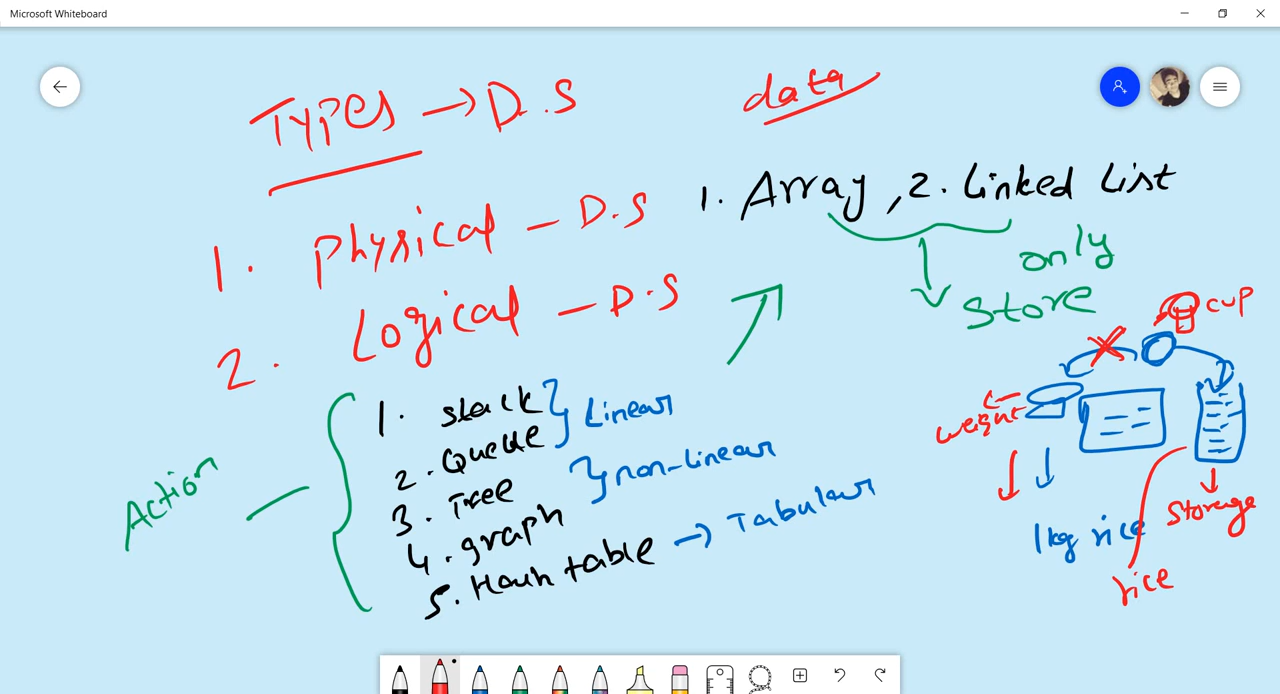 Microsoft Whiteboard
Types → D.S
data
1. Physical - D.S
1. Array, 2. Linked List
only
Store
2. Logical - D.S
cup
1. Stack
2. Queue
} Linear
3. Tree
4. graph
} non-Linear
5. Hash table → Tabular
Action
weight
1kg rice
Storage
rice